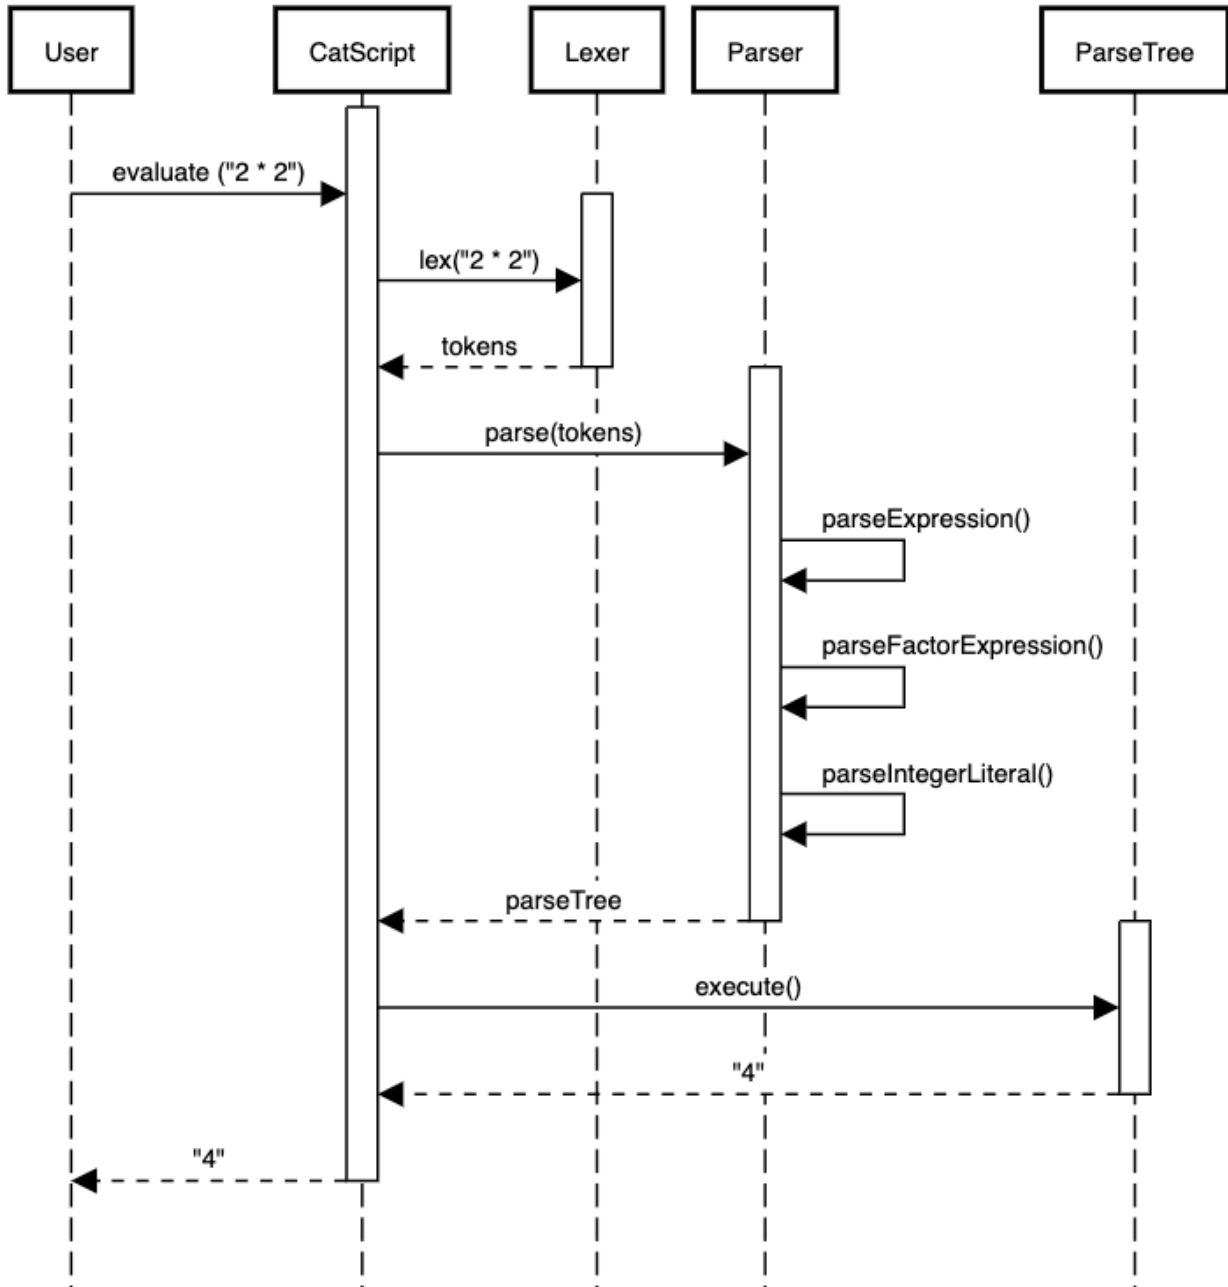 User
CatScript
Lexer
Parser
ParseTree
evaluate ("2 * 2")
lex("2 * 2")
tokens
parse(tokens)
parseExpression()
parseFactorExpression()
parseIntegerLiteral()
parseTree
execute()
"4"
"4"